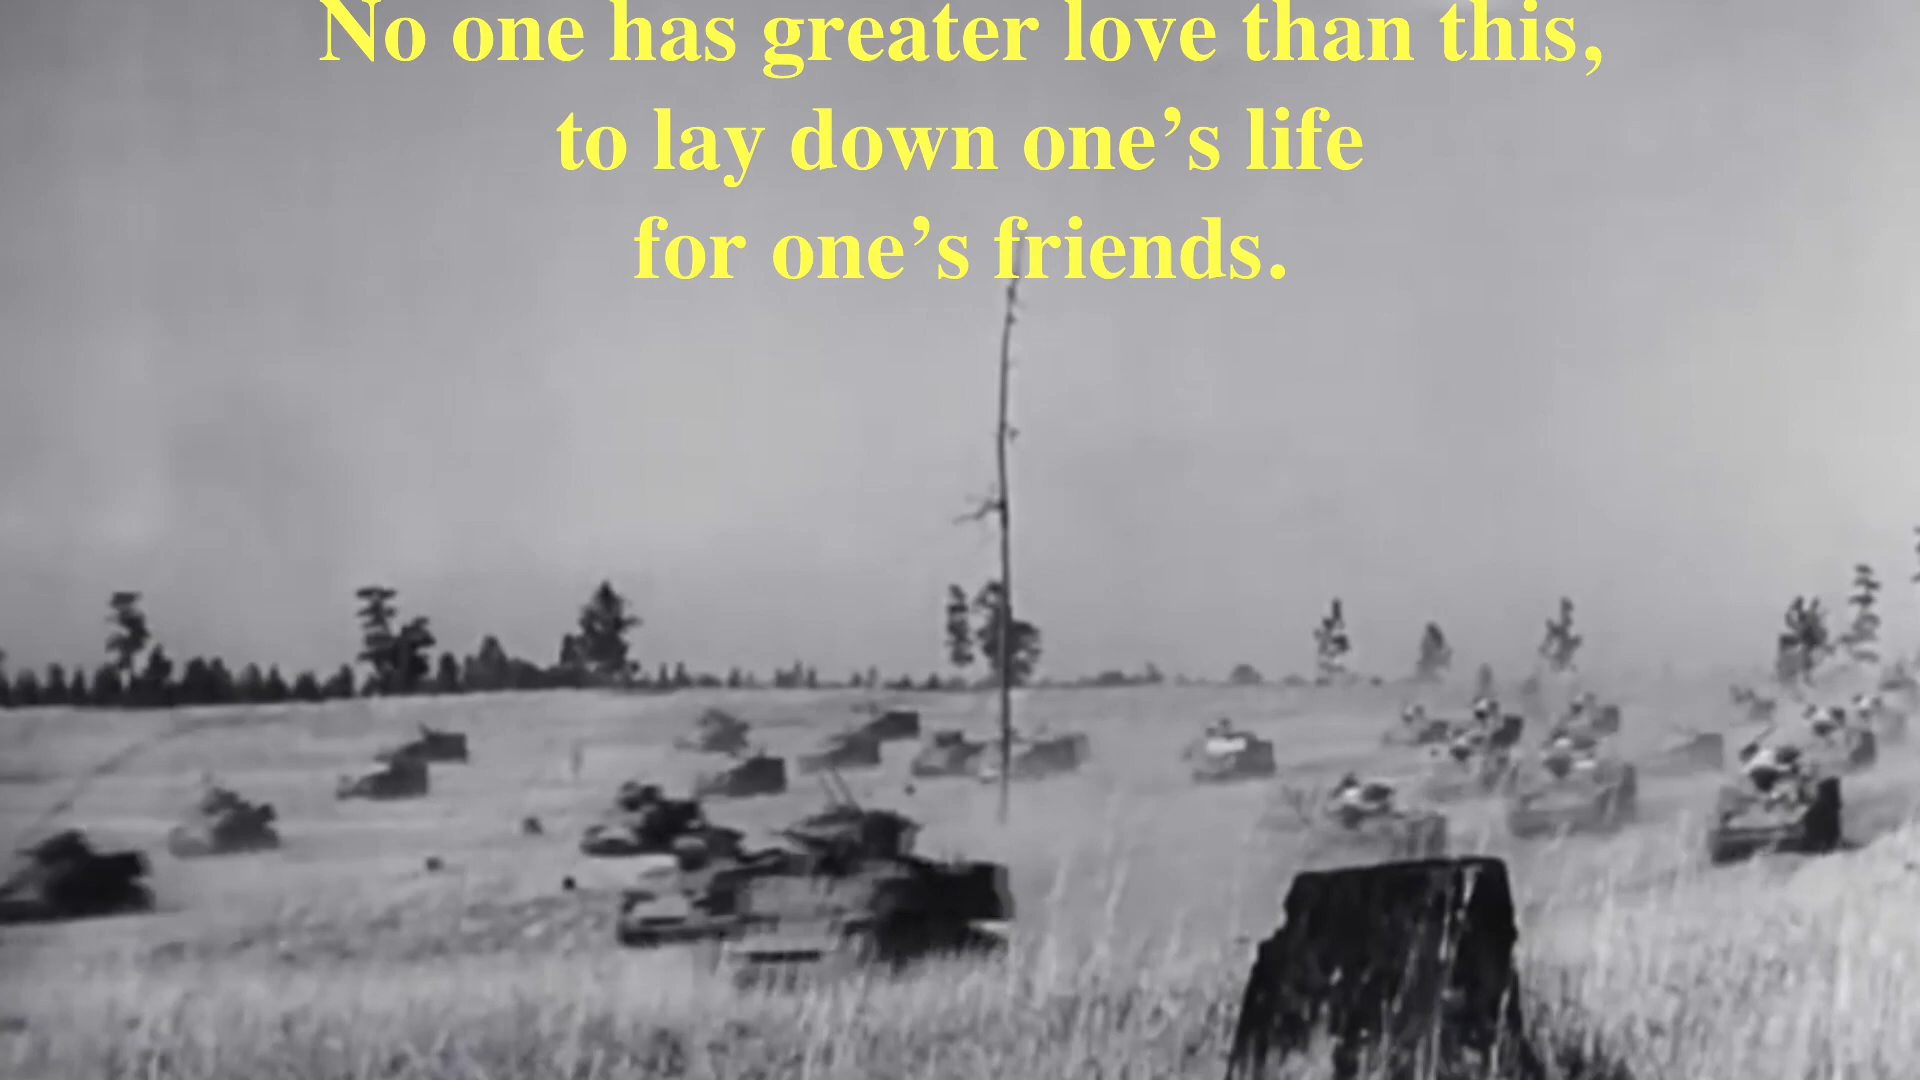 No one has greater love than this,
to lay down one’s life
for one’s friends.